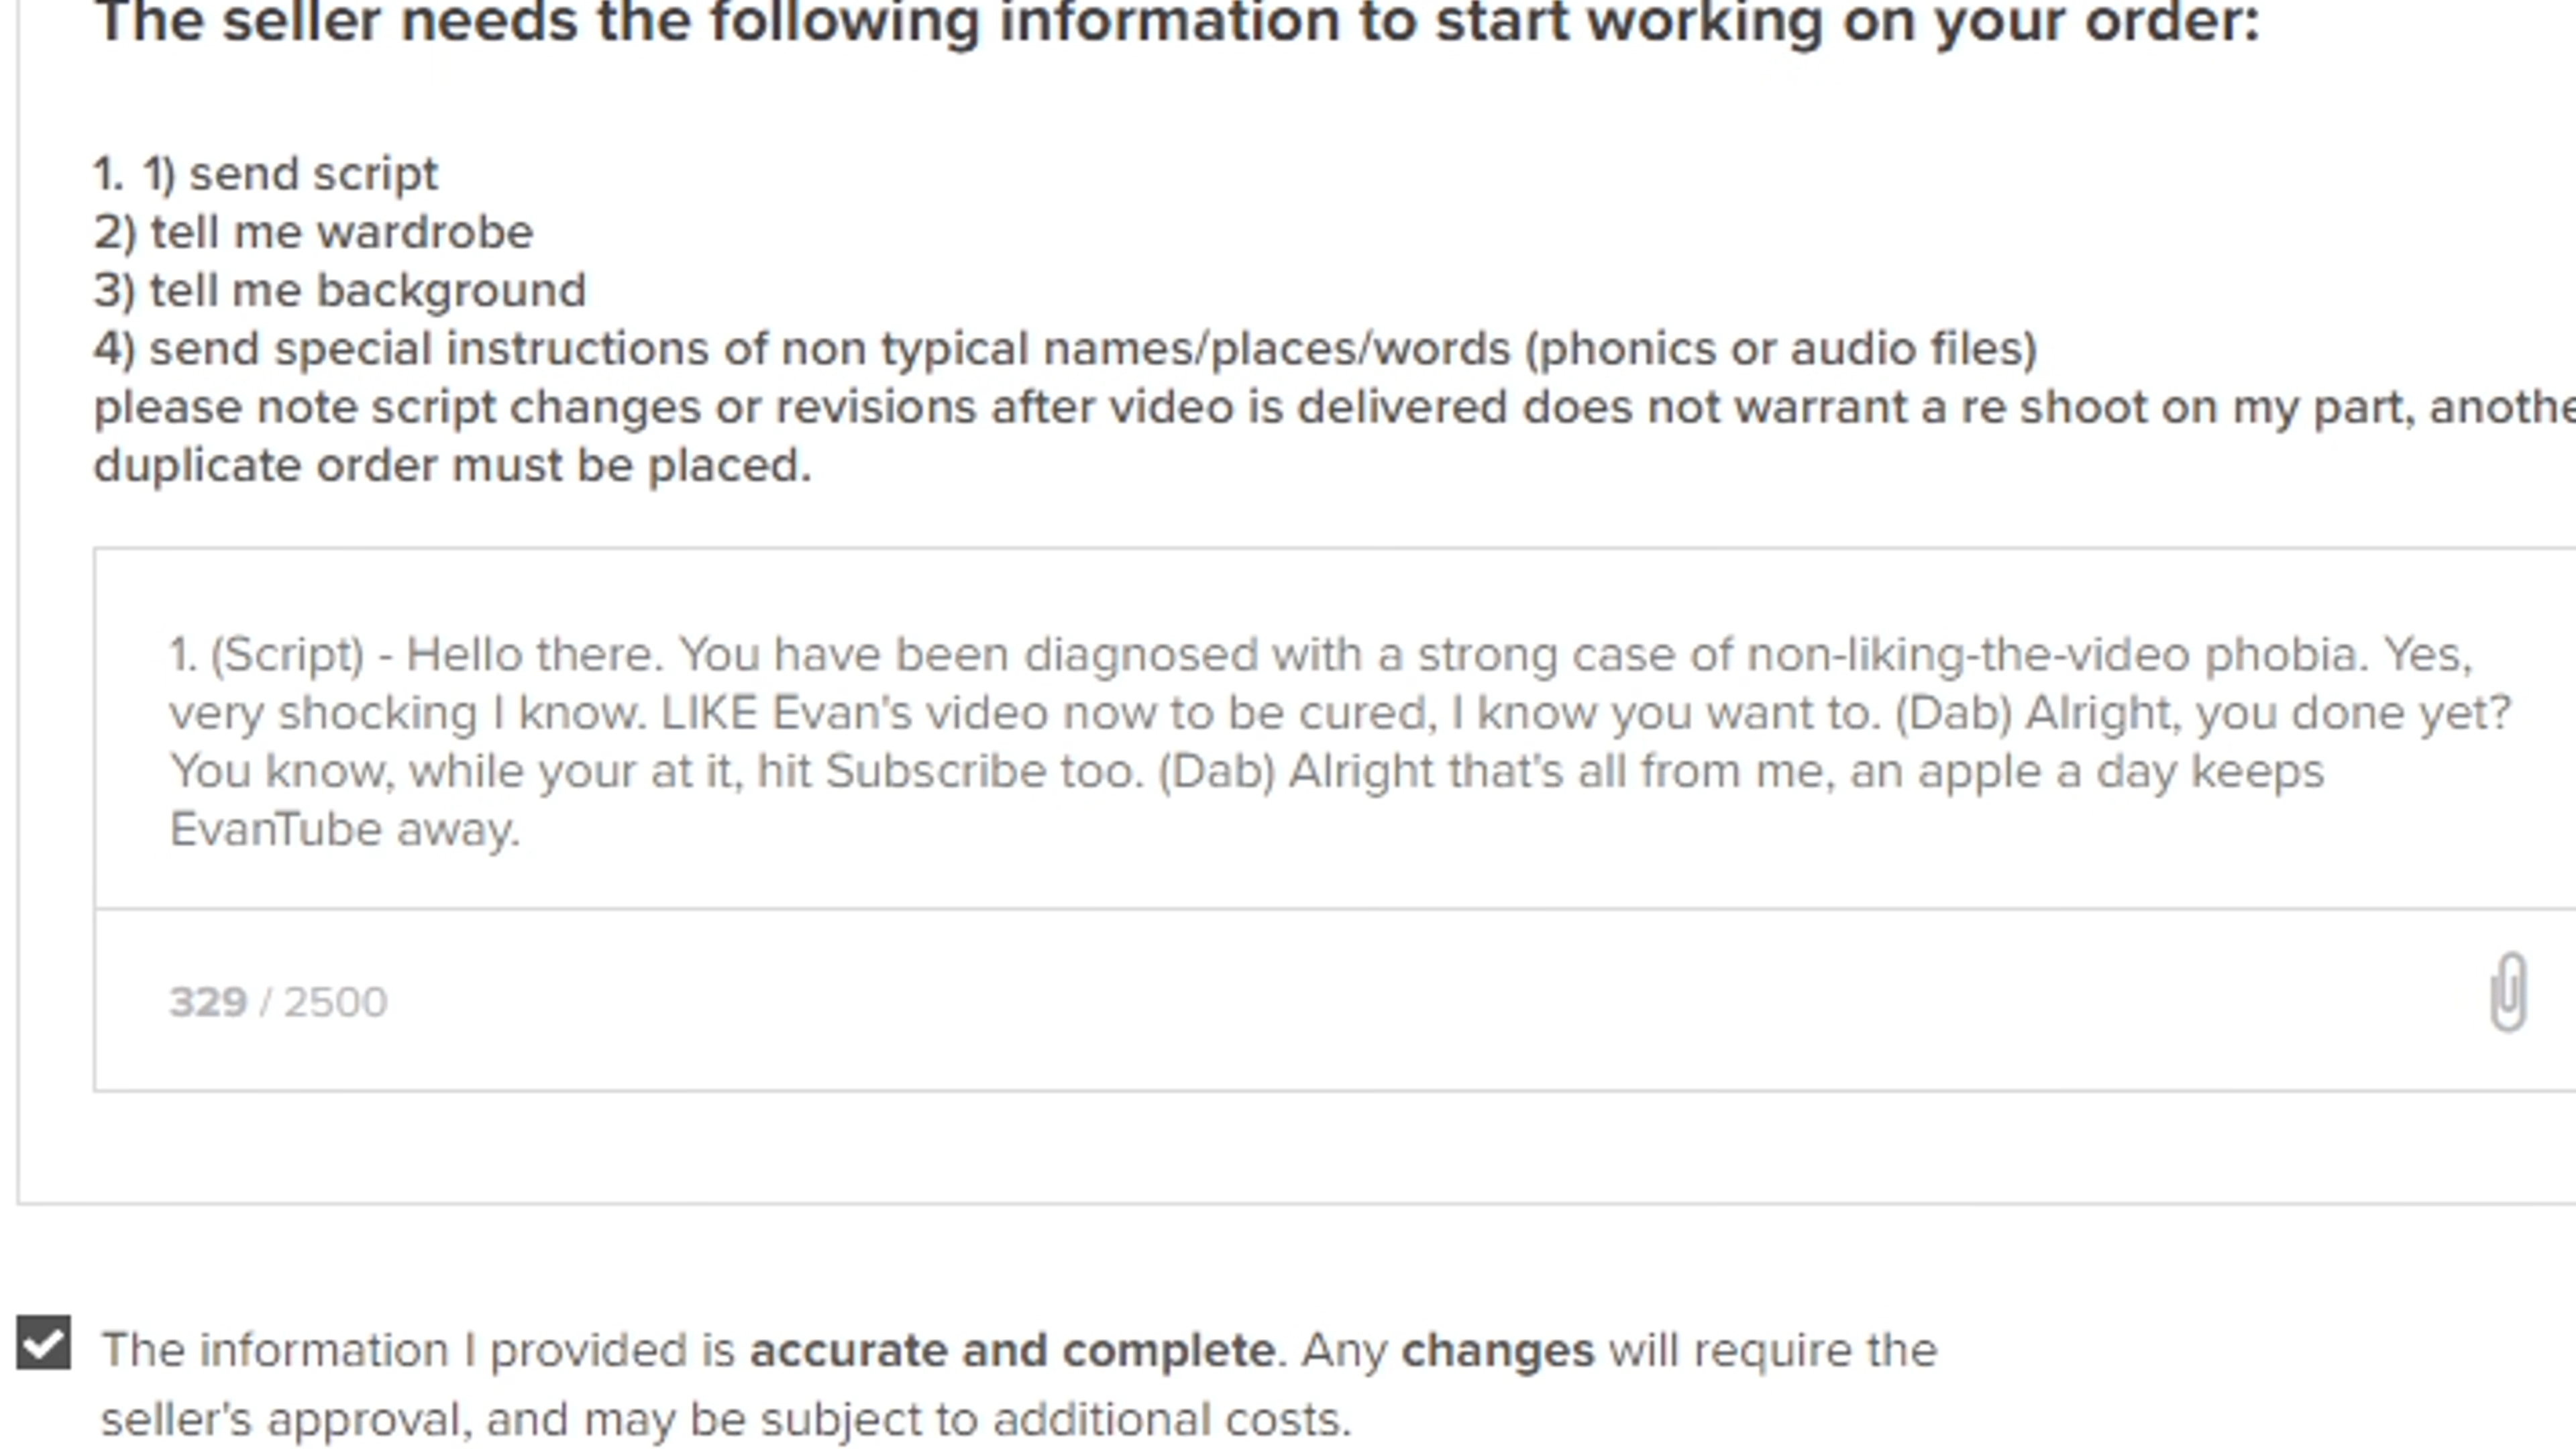 The seller needs the following information to start working on your order:
1. 1) send script
2) tell me wardrobe
3) tell me background
4) send special instructions of non typical names/places/words (phonics or audio files)
please note script changes or revisions after video is delivered does not warrant a re shoot on my part, anothe
duplicate order must be placed.
1. (Script) - Hello there. You have been diagnosed with a strong case of non-liking-the-video phobia. Yes,
very shocking I know. LIKE Evan's video now to be cured, I know you want to. (Dab) Alright, you done yet?
You know, while your at it, hit Subscribe too. (Dab) Alright that's all from me, an apple a day keeps
EvanTube away.
329 / 2500
The information I provided is accurate and complete. Any changes will require the
seller's approval, and may be subject to additional costs.